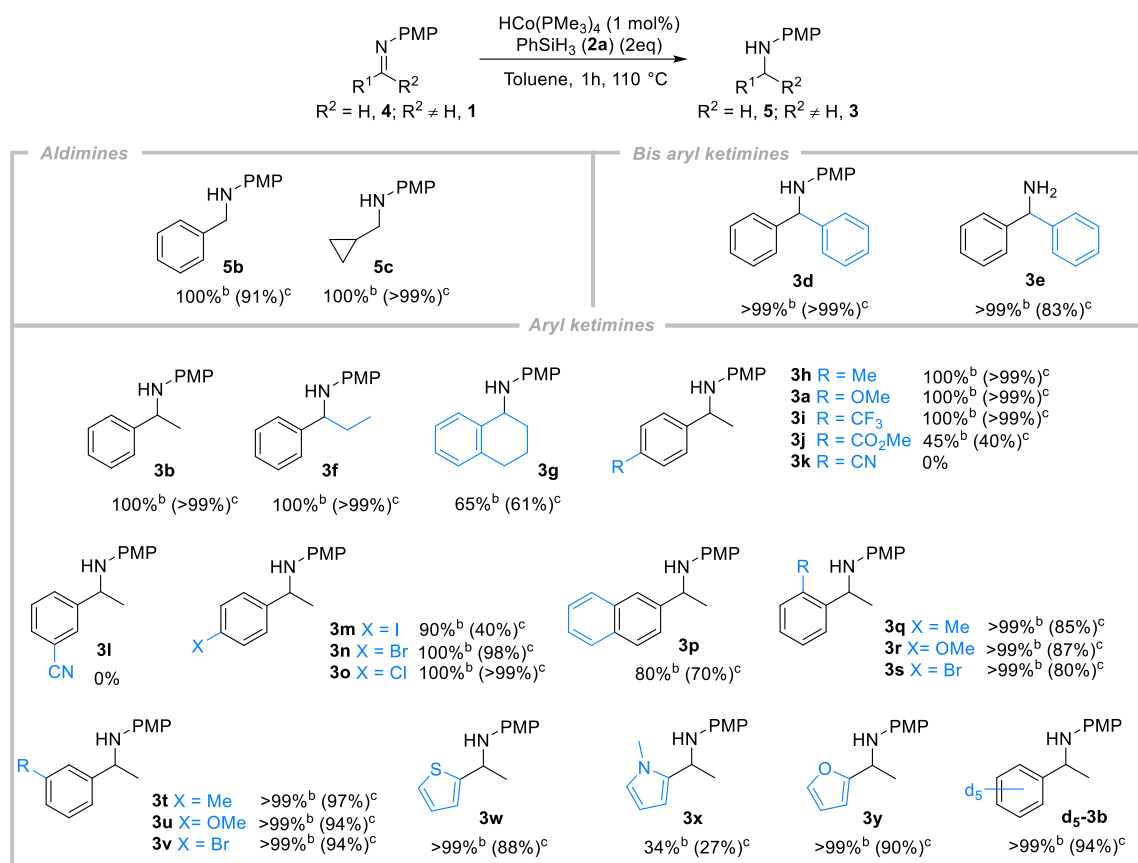 HCo(PMe3)4 (1 mol%)
PhSiH3 (2a) (2eq)
Toluene, 1h, 110 °C
N-PMP
R1 R2
HN-PMP
R1 R2
R2 = H, 4; R2 ≠ H, 1
R2 = H, 5; R2 ≠ H, 3
Aldimines
Bis aryl ketimines
HN-PMP
5b
100%b (91%)c
HN-PMP
5c
100%b (>99%)c
HN-PMP
3d
>99%b (>99%)c
NH2
3e
>99%b (83%)c
Aryl ketimines
HN-PMP
3b
100%b (>99%)c
HN-PMP
3f
100%b (>99%)c
HN-PMP
3g
65%b (61%)c
HN-PMP
R
3h R = Me 100%b (>99%)c
3a R = OMe 100%b (>99%)c
3i R = CF3 100%b (>99%)c
3j R = CO2Me 45%b (40%)c
3k R = CN 0%
HN-PMP
3l
CN
0%
HN-PMP
X
3m X = I 90%b (40%)c
3n X = Br 100%b (98%)c
3o X = Cl 100%b (>99%)c
HN-PMP
3p
80%b (70%)c
R HN-PMP
3q X = Me >99%b (85%)c
3r X= OMe >99%b (87%)c
3s X = Br >99%b (80%)c
HN-PMP
R
3t X = Me >99%b (97%)c
3u X = OMe >99%b (94%)c
3v X = Br >99%b (94%)c
HN-PMP
S
3w
>99%b (88%)c
HN-PMP
N
3x
34%b (27%)c
HN-PMP
O
3y
>99%b (90%)c
HN-PMP
d5
d5-3b
>99%b (94%)c